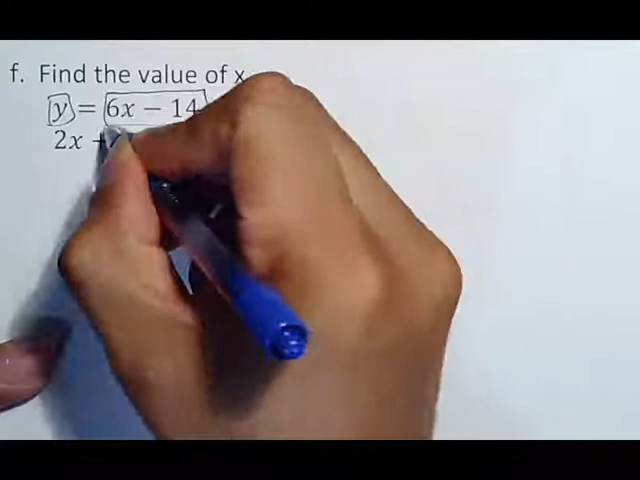 f. Find the value of x
y = 6x − 14
2x +